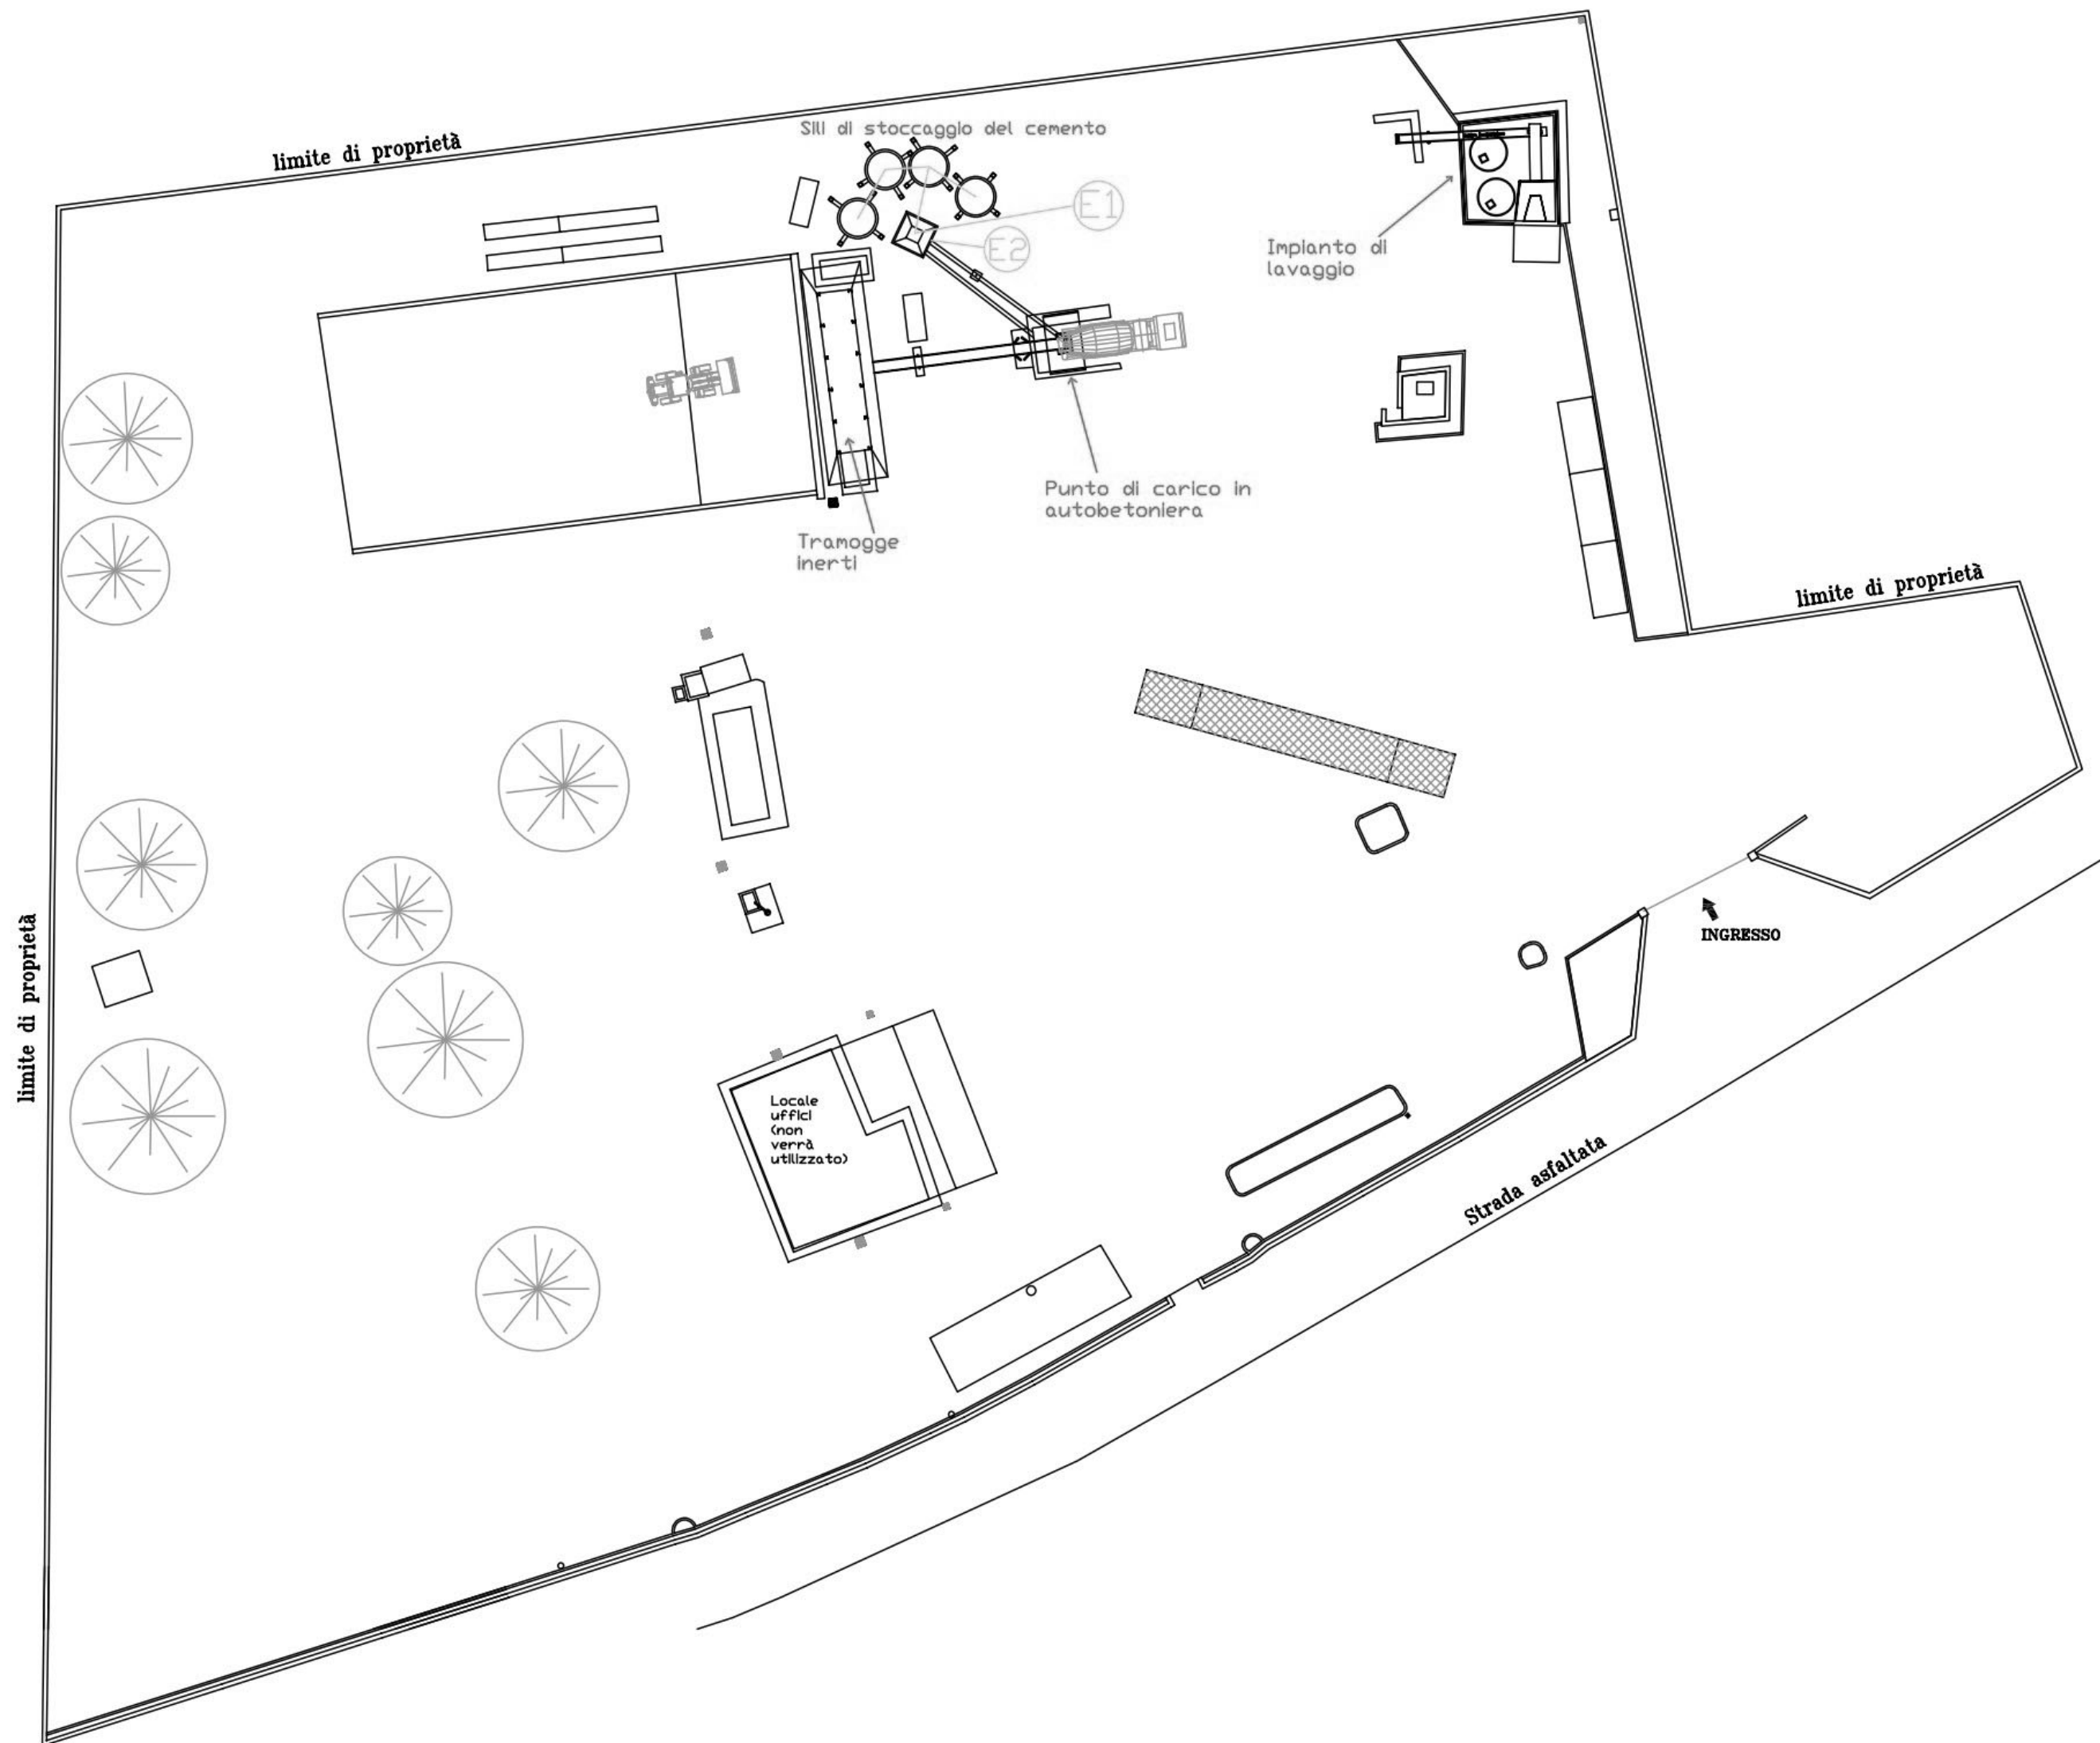 limite di proprietà
Sili di stoccaggio del cemento
E1
E2
Impianto di
lavaggio
Punto di carico in
autobetoniera
Tramogge
inerti
limite di proprietà
limite di proprietà
INGRESSO
Locale
uffici
(non
verrà
utilizzato)
Strada asfaltata